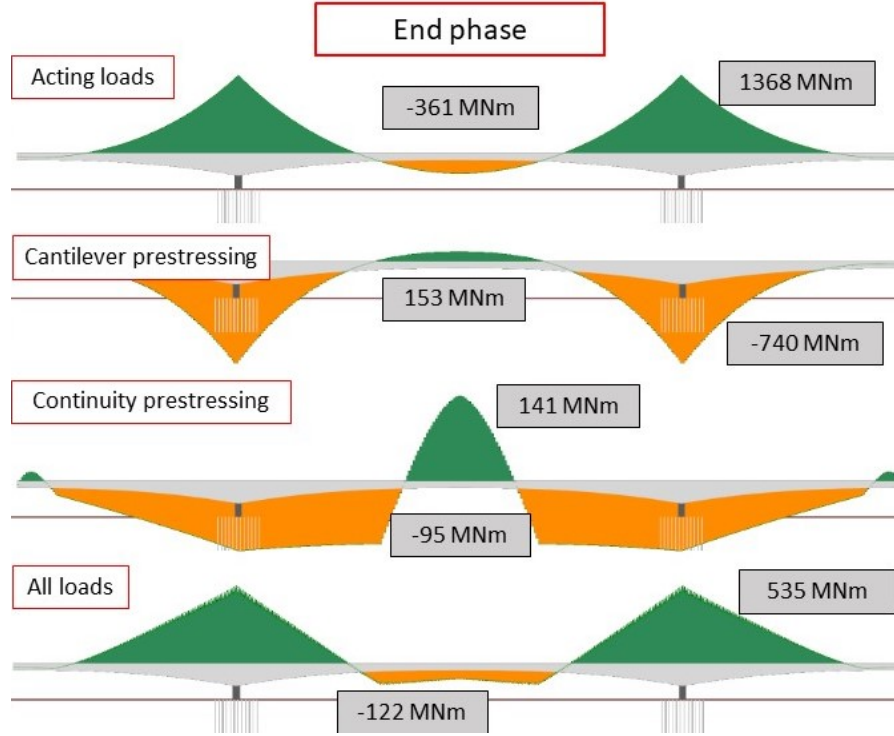 End phase
Acting loads
-361 MNm
1368 MNm
Cantilever prestressing
153 MNm
-740 MNm
Continuity prestressing
141 MNm
-95 MNm
All loads
535 MNm
-122 MNm